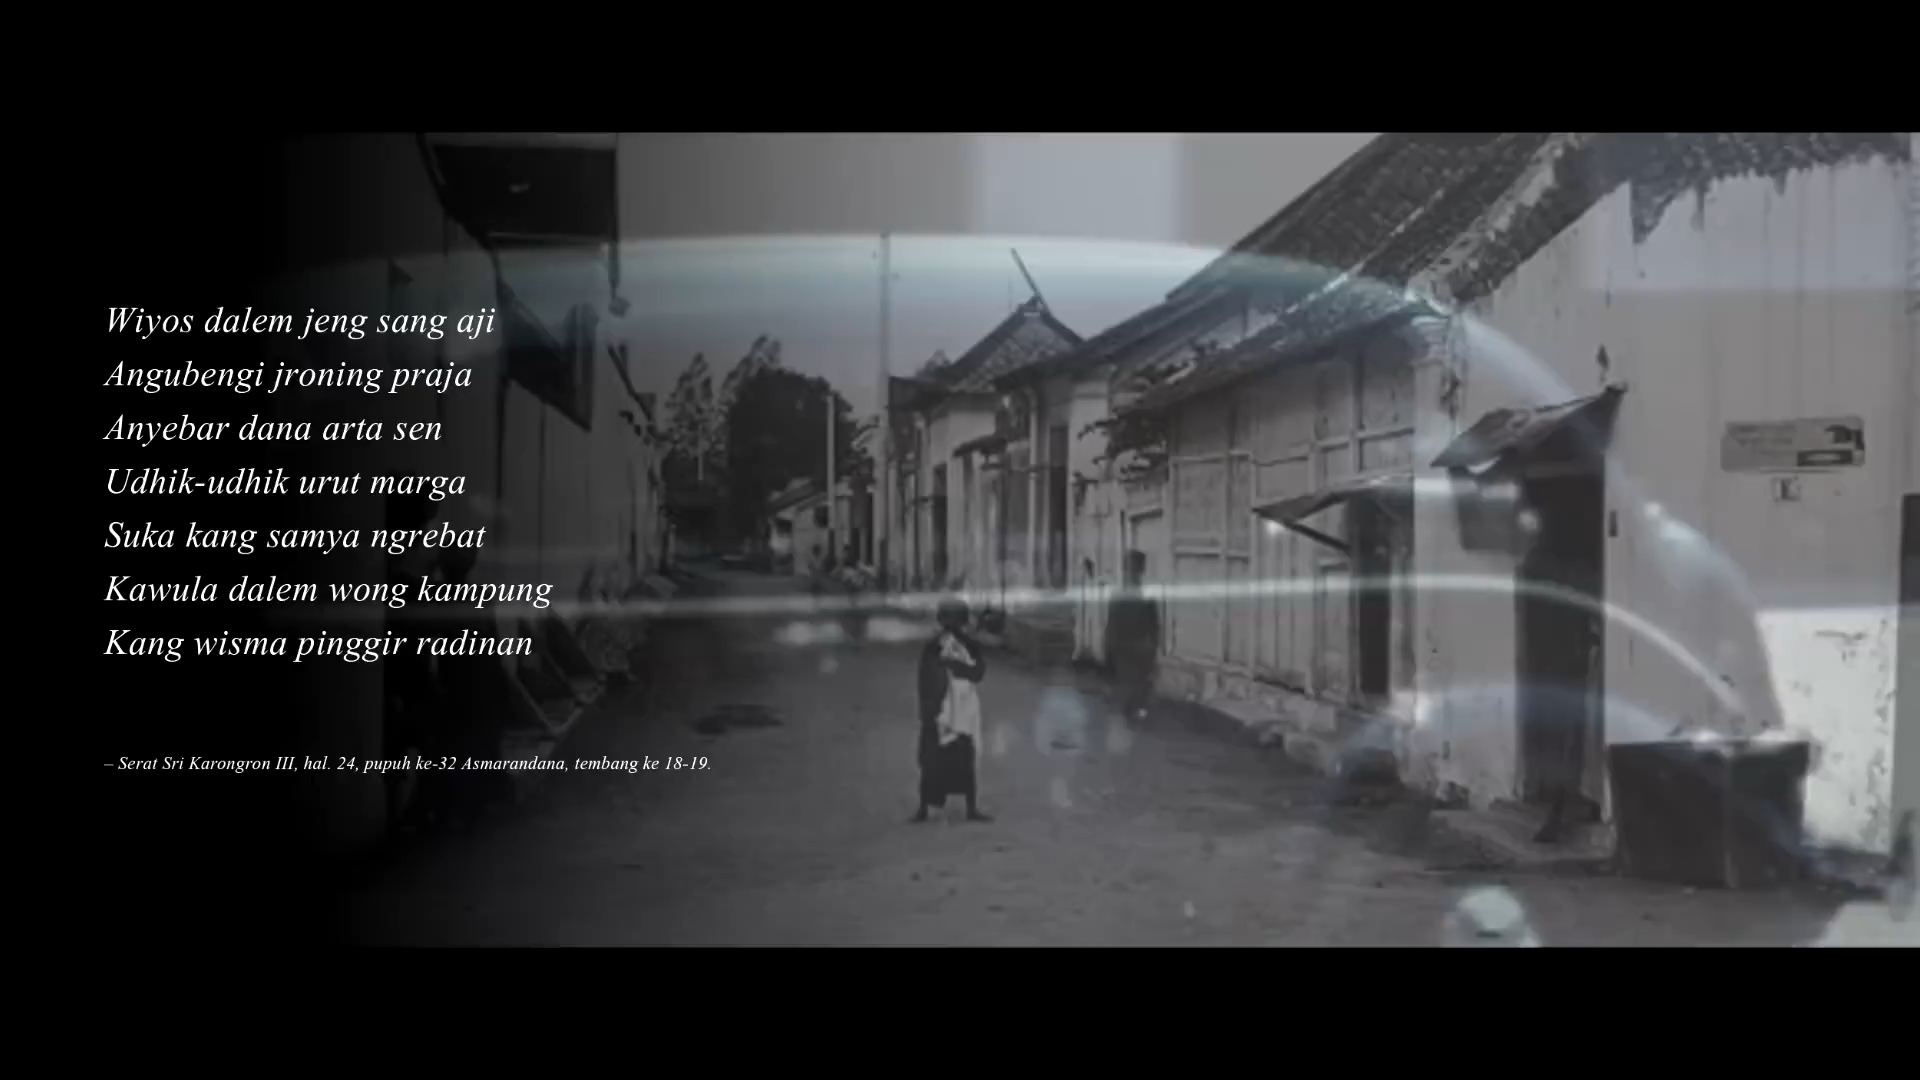 Wiyos dalem jeng sang aji
Angubengi jroning praja
Anyebar dana arta sen
Udhik-udhik urut marga
Suka kang samya ngrebat
Kawula dalem wong kampung
Kang wisma pinggir radinan
– Serat Sri Karongron III, hal. 24, pupuh ke-32 Asmarandana, tembang ke 18-19.